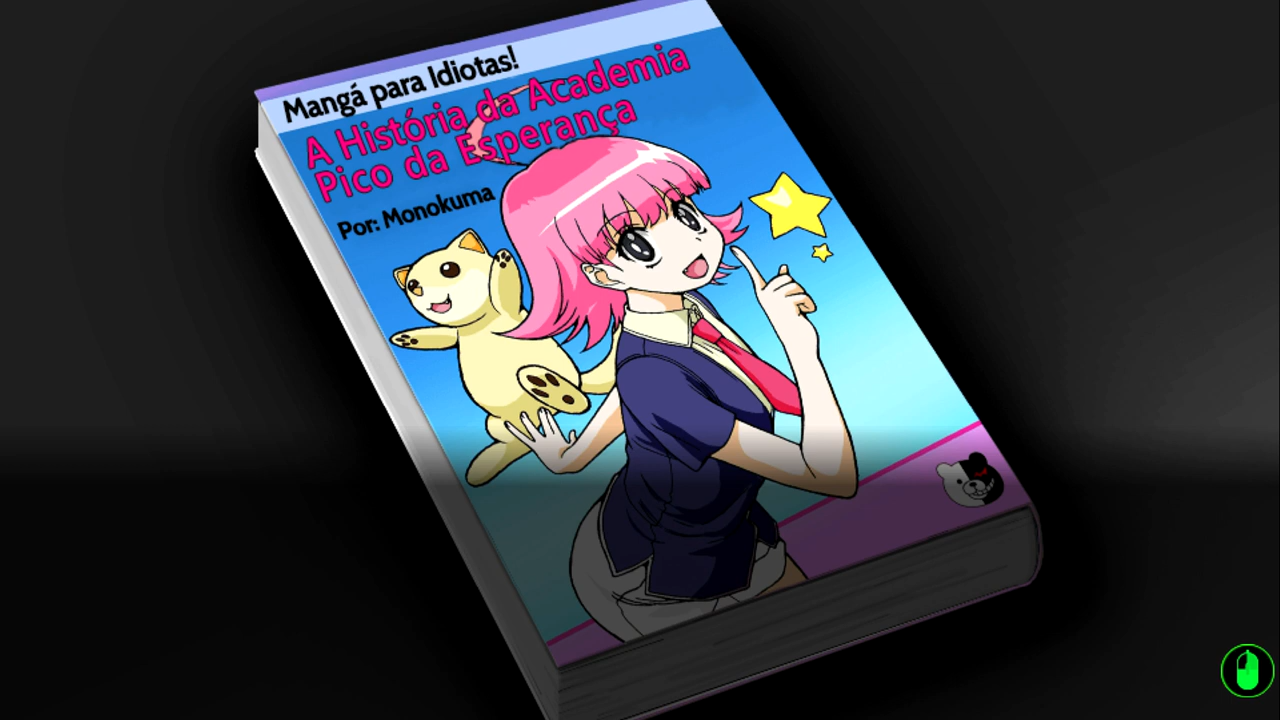 Mangá para Idiotas!
A História da Academia
Pico da Esperança
Por: Monokuma